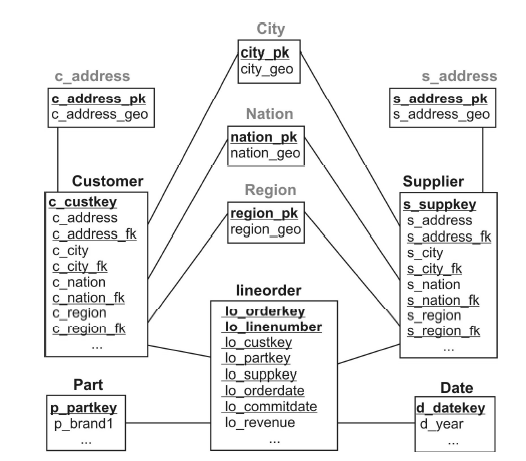 City
city_pk
city_geo
c_address
c_address_pk
c_address_geo
s_address
s_address_pk
s_address_geo
Nation
nation_pk
nation_geo
Region
region_pk
region_geo
Customer
c_custkey
c_address
c_address_fk
c_city
c_city_fk
c_nation
c_nation_fk
c_region
c_region_fk
...
Supplier
s_suppkey
s_address
s_address_fk
s_city
s_city_fk
s_nation
s_nation_fk
s_region
s_region_fk
...
lineorder
lo_orderkey
lo_linenumber
lo_custkey
lo_partkey
lo_suppkey
lo_orderdate
lo_commitdate
lo_revenue
...
Part
p_partkey
p_brand1
...
Date
d_datekey
d_year
...